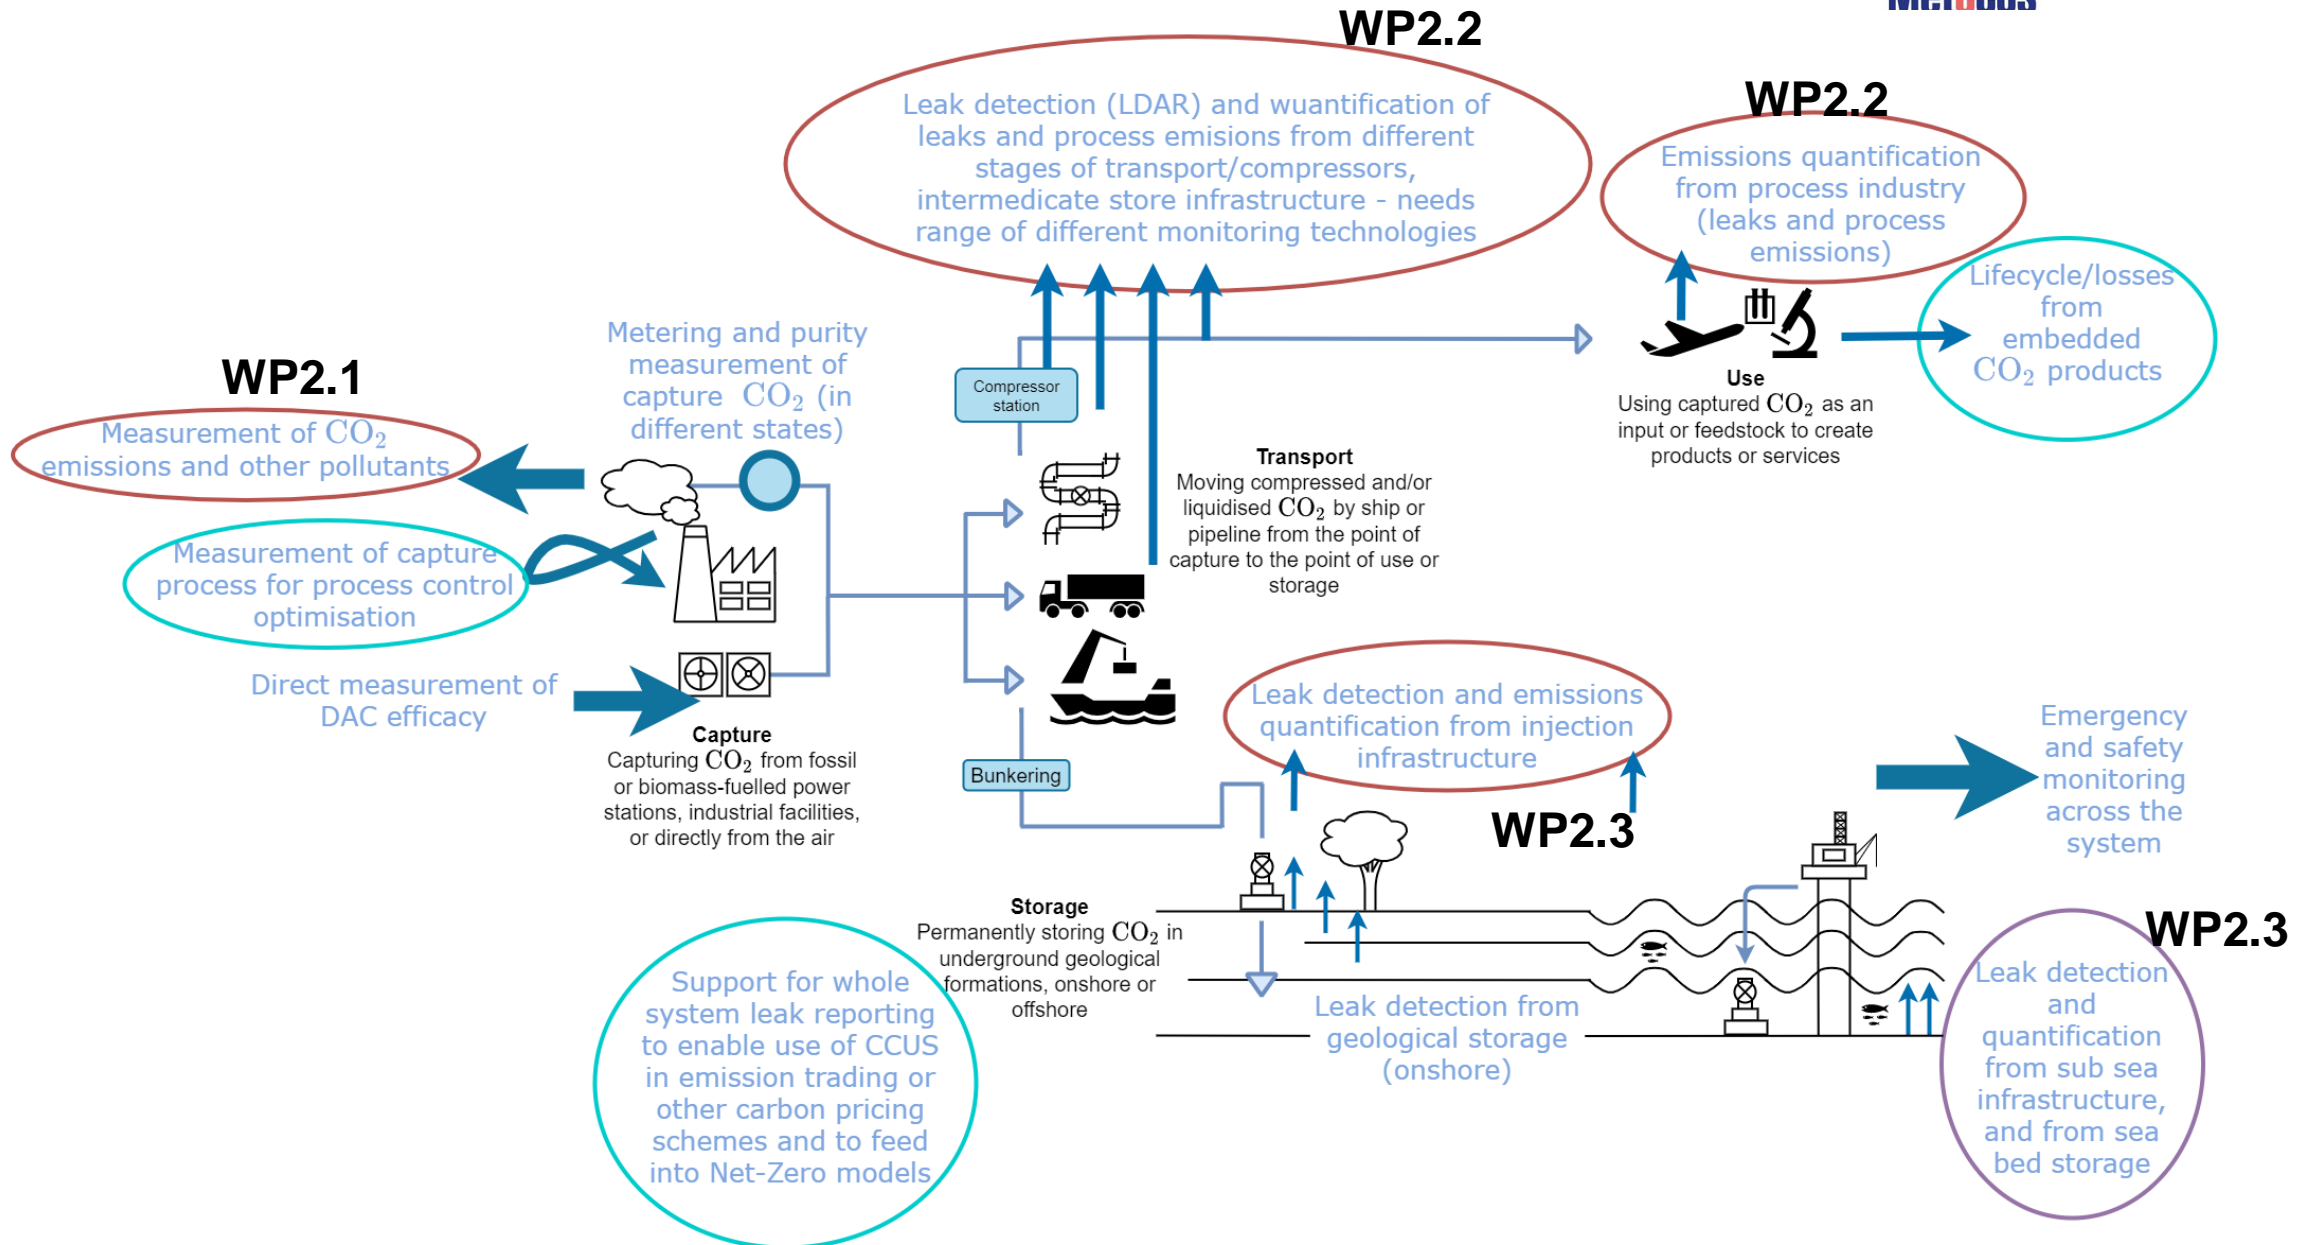 WP2.2
Leak detection (LDAR) and wuantification of
leaks and process emisions from different
stages of transport/compressors,
intermedicate store infrastructure - needs
range of different monitoring technologies
WP2.2
Emissions quantification
from process industry
(leaks and process
emissions)
Lifecycle/losses
from
embedded
CO₂ products
Use
Using captured CO₂ as an
input or feedstock to create
products or services
Metering and purity
measurement of
capture CO₂ (in
different states)
WP2.1
Measurement of CO₂
emissions and other pollutants
Measurement of capture
process for process control
optimisation
Direct measurement of
DAC efficacy
Capture
Capturing CO₂ from fossil
or biomass-fuelled power
stations, industrial facilities,
or directly from the air
Compressor
station
Transport
Moving compressed and/or
liquidised CO₂ by ship or
pipeline from the point of
capture to the point of use or
storage
Bunkering
Leak detection and emissions
quantification from injection
infrastructure
WP2.3
Emergency
and safety
monitoring
across the
system
Storage
Permanently storing CO₂ in
underground geological
formations, onshore or
offshore
Leak detection from
geological storage
(onshore)
WP2.3
Leak detection
and
quantification
from sub sea
infrastructure,
and from sea
bed storage
Support for whole
system leak reporting
to enable use of CCUS
in emission trading or
other carbon pricing
schemes and to feed
into Net-Zero models